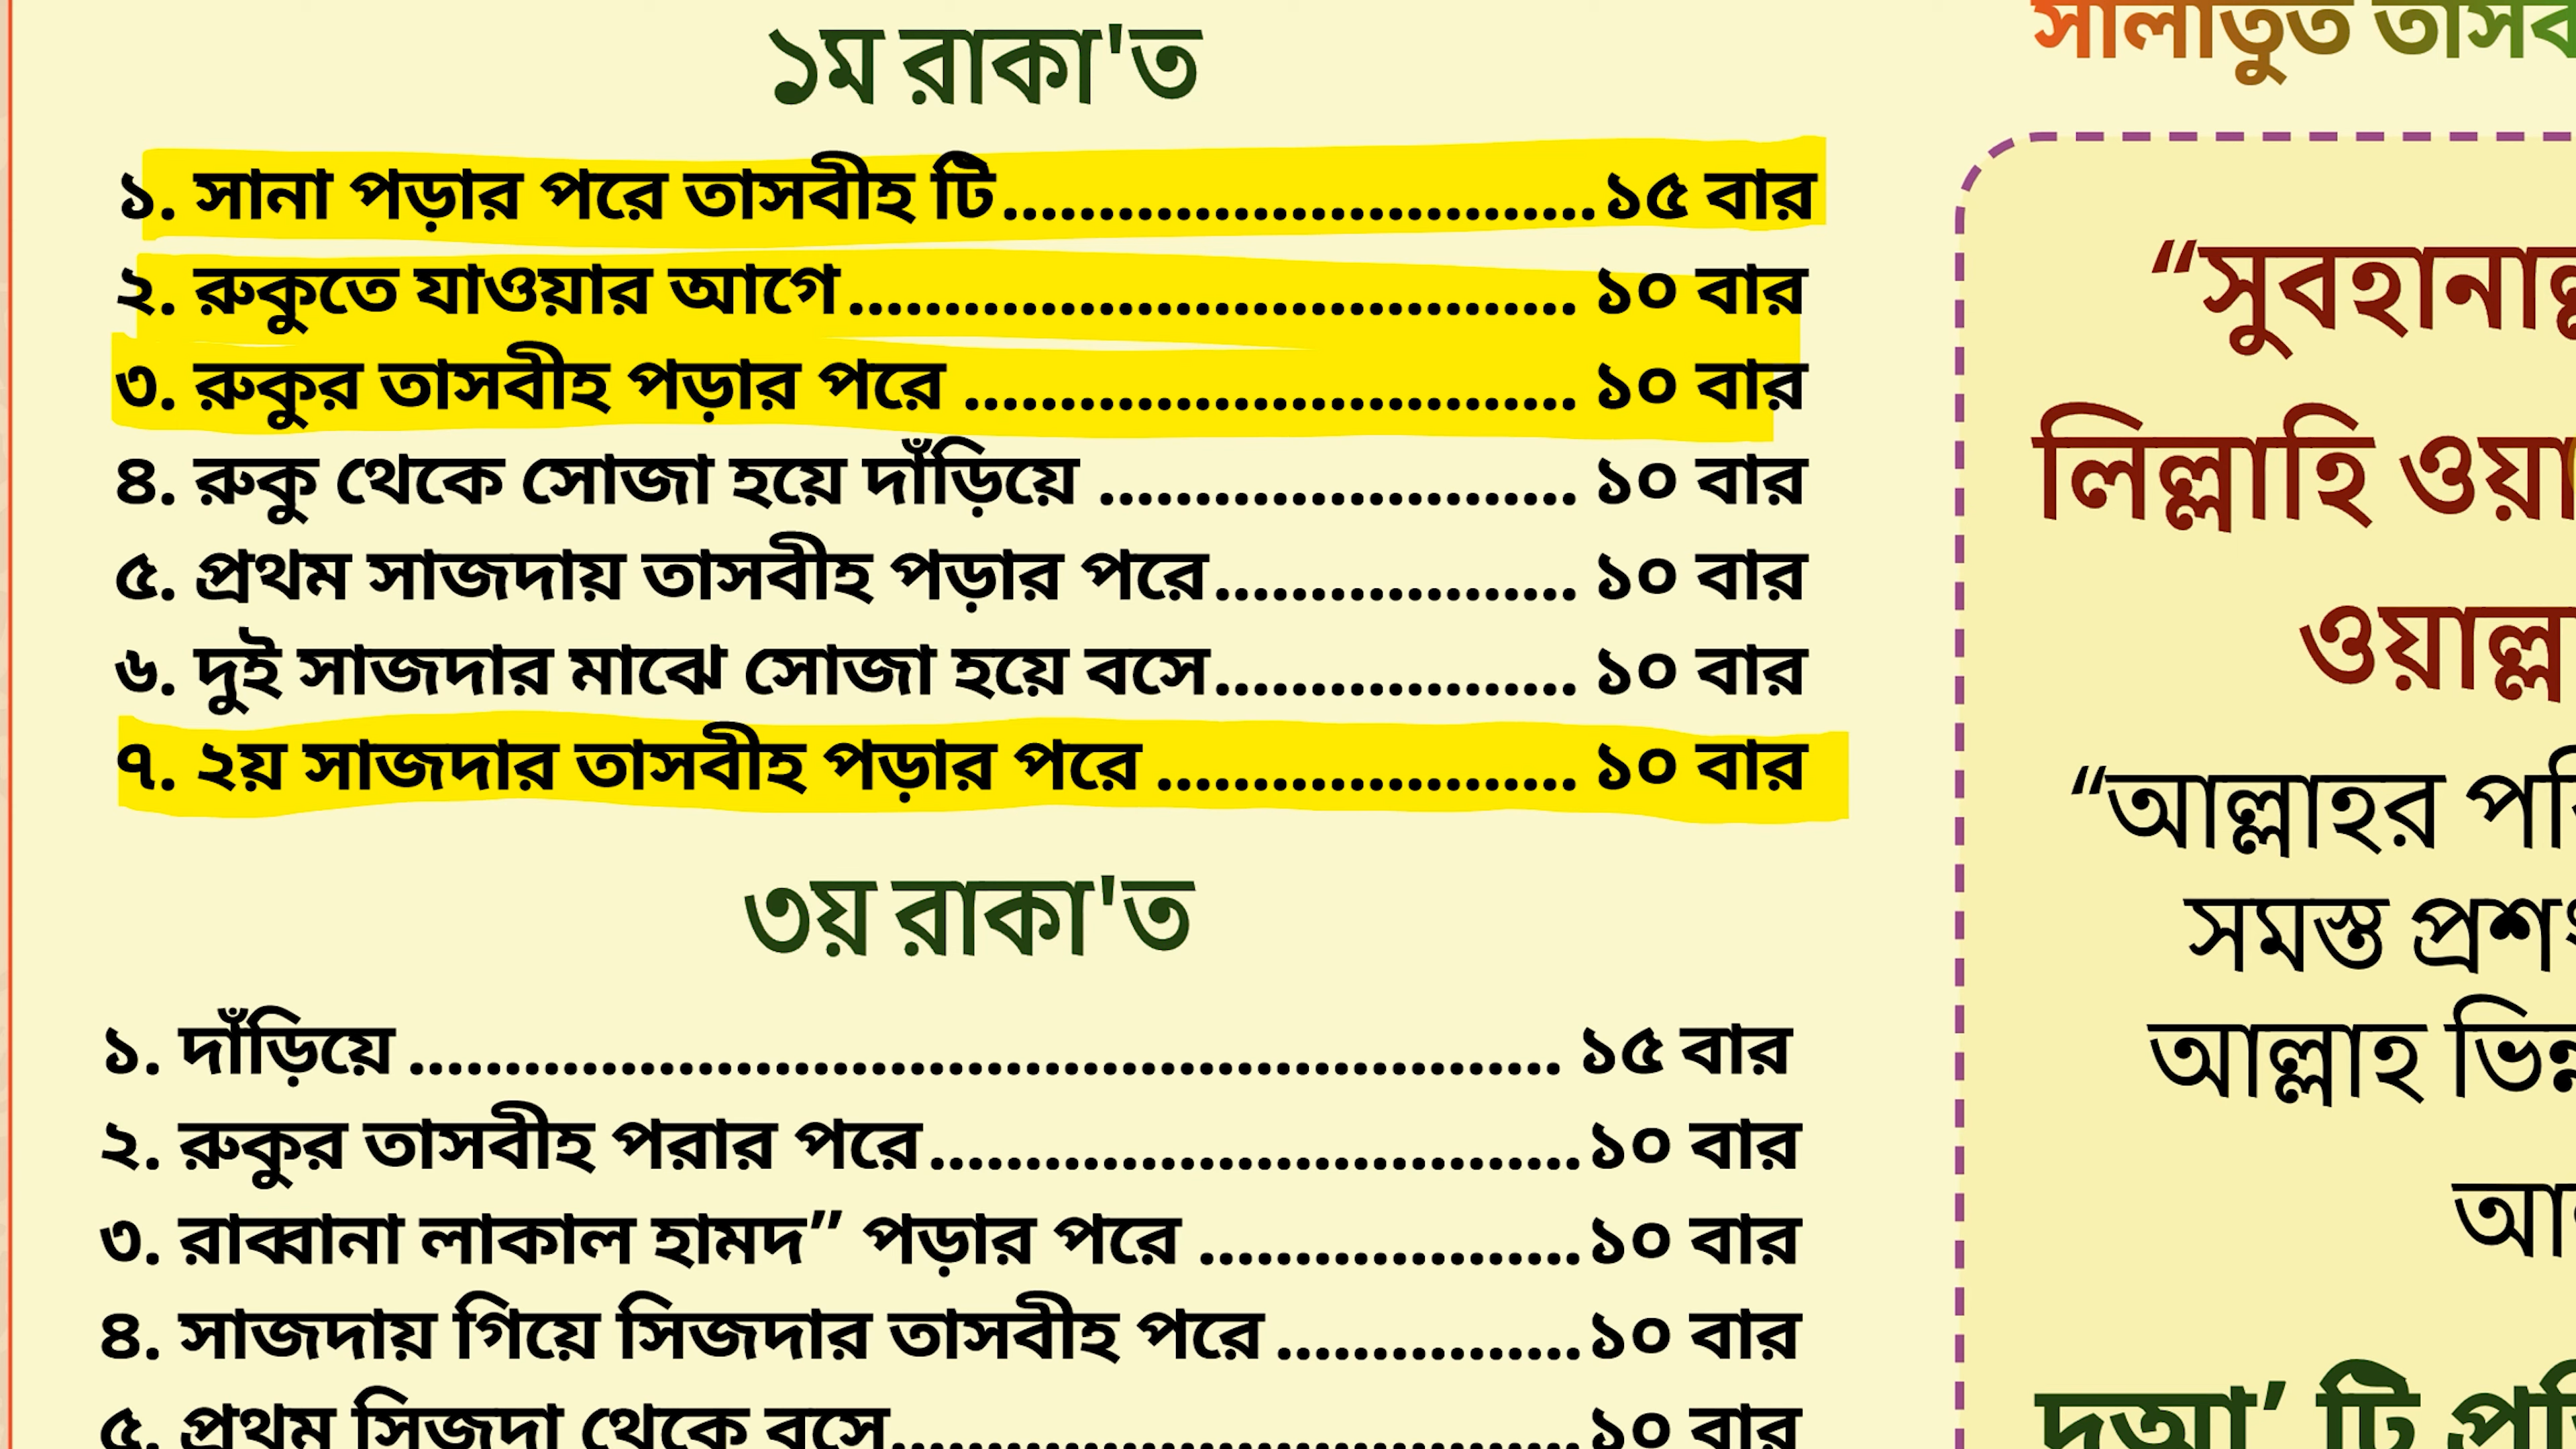 ১ম রাকা'ত
১. সানা পড়ার পরে তাসবীহ টি...............................১৫ বার
২. রুকুতে যাওয়ার আগে...................................... ১০ বার
৩. রুকুর তাসবীহ পড়ার পরে ................................ ১০ বার
৪. রুকু থেকে সোজা হয়ে দাঁড়িয়ে ......................... ১০ বার
৫. প্রথম সাজদায় তাসবীহ পড়ার পরে................... ১০ বার
৬. দুই সাজদার মাঝে সোজা হয়ে বসে................... ১০ বার
৭. ২য় সাজদার তাসবীহ পড়ার পরে ...................... ১০ বার
৩য় রাকা'ত
১. দাঁড়িয়ে ............................................................ ১৫ বার
২. রুকুর তাসবীহ পরার পরে..................................১০ বার
৩. রাব্বানা লাকাল হামদ” পড়ার পরে ....................১০ বার
৪. সাজদায় গিয়ে সিজদার তাসবীহ পরে ................১০ বার
৫. প্রথম সিজদা থেকে বসে....................................১০ বার
সালাতুত
লিল্লাহি
“আল্লাহর
সমস্ত
আল্লাহ
দুআ’ টি